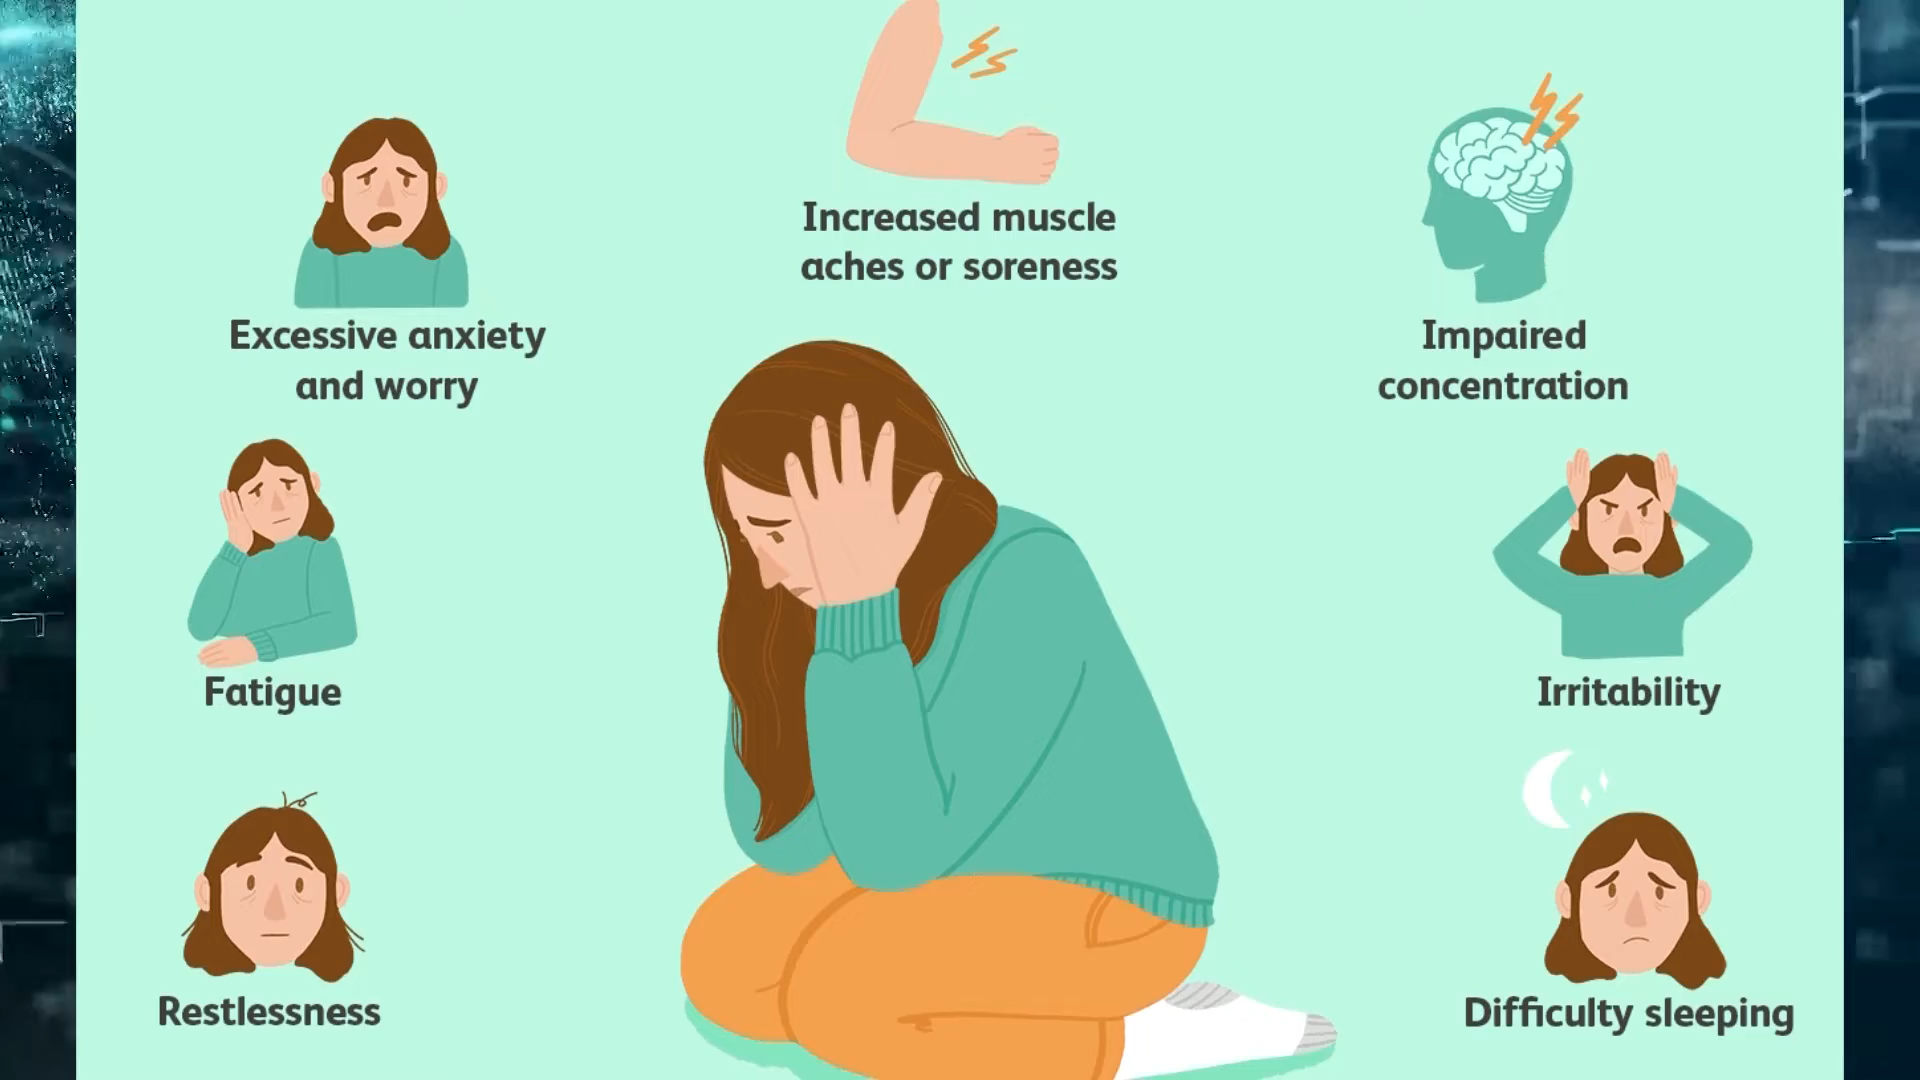 Increased muscle
aches or soreness
Excessive anxiety
and worry
Impaired
concentration
Fatigue
Irritability
Restlessness
Difficulty sleeping